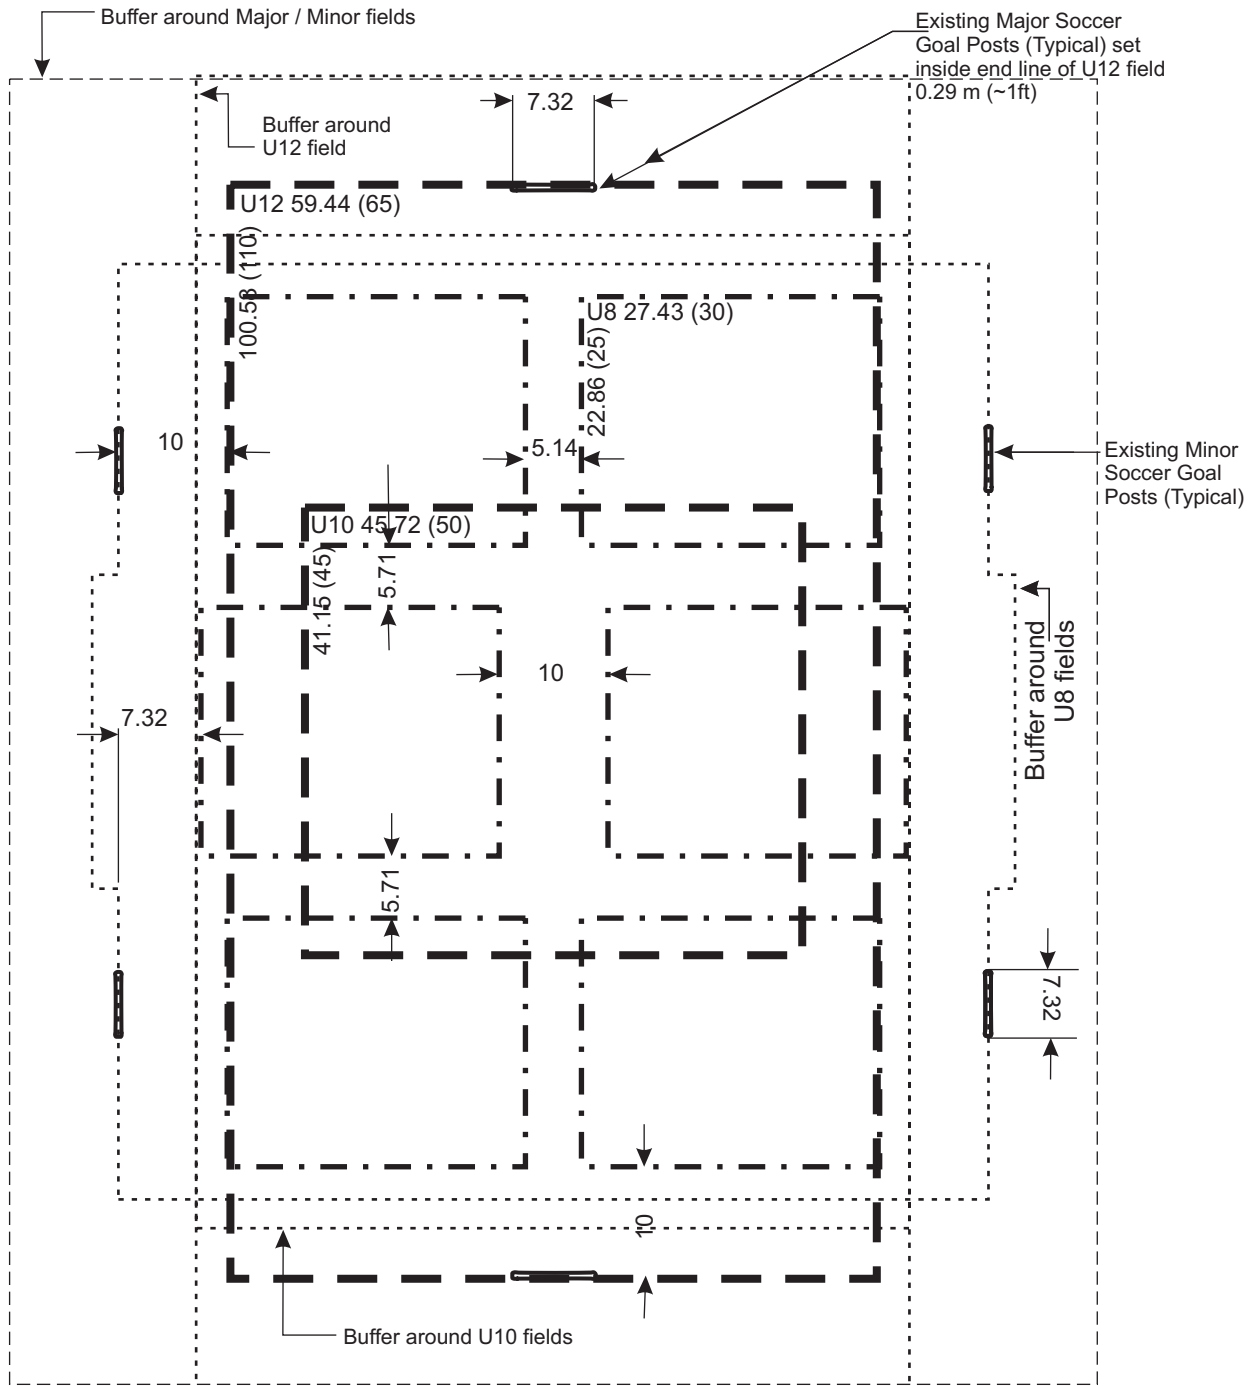 Buffer around Major / Minor fields
Existing Major Soccer
Goal Posts (Typical) set
inside end line of U12 field
0.29 m (~1ft)
7.32
Buffer around
U12 field
U12 59.44 (65)
100.58 (110)
U8 27.43 (30)
22.86 (25)
10
5.14
Existing Minor
Soccer Goal
Posts (Typical)
U10 45.72 (50)
41.15 (45)
5.71
10
7.32
Buffer around
U8 fields
5.71
7.32
10
Buffer around U10 fields